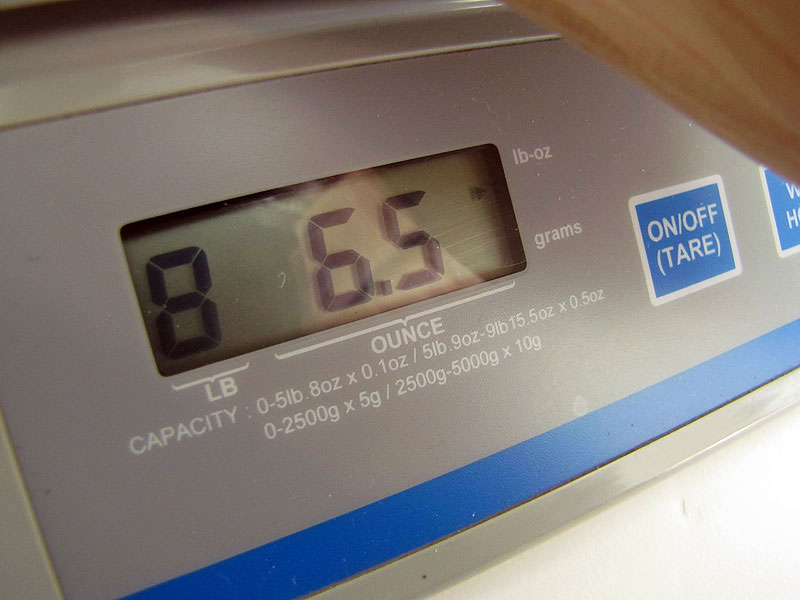 lb-oz
8 6.5
grams
LB
OUNCE
CAPACITY : 0-5lb.8oz x 0.1oz / 5lb.9oz-9lb15.5oz x 0.5oz
0-2500g x 5g / 2500g-5000g x 10g
ON/OFF
(TARE)